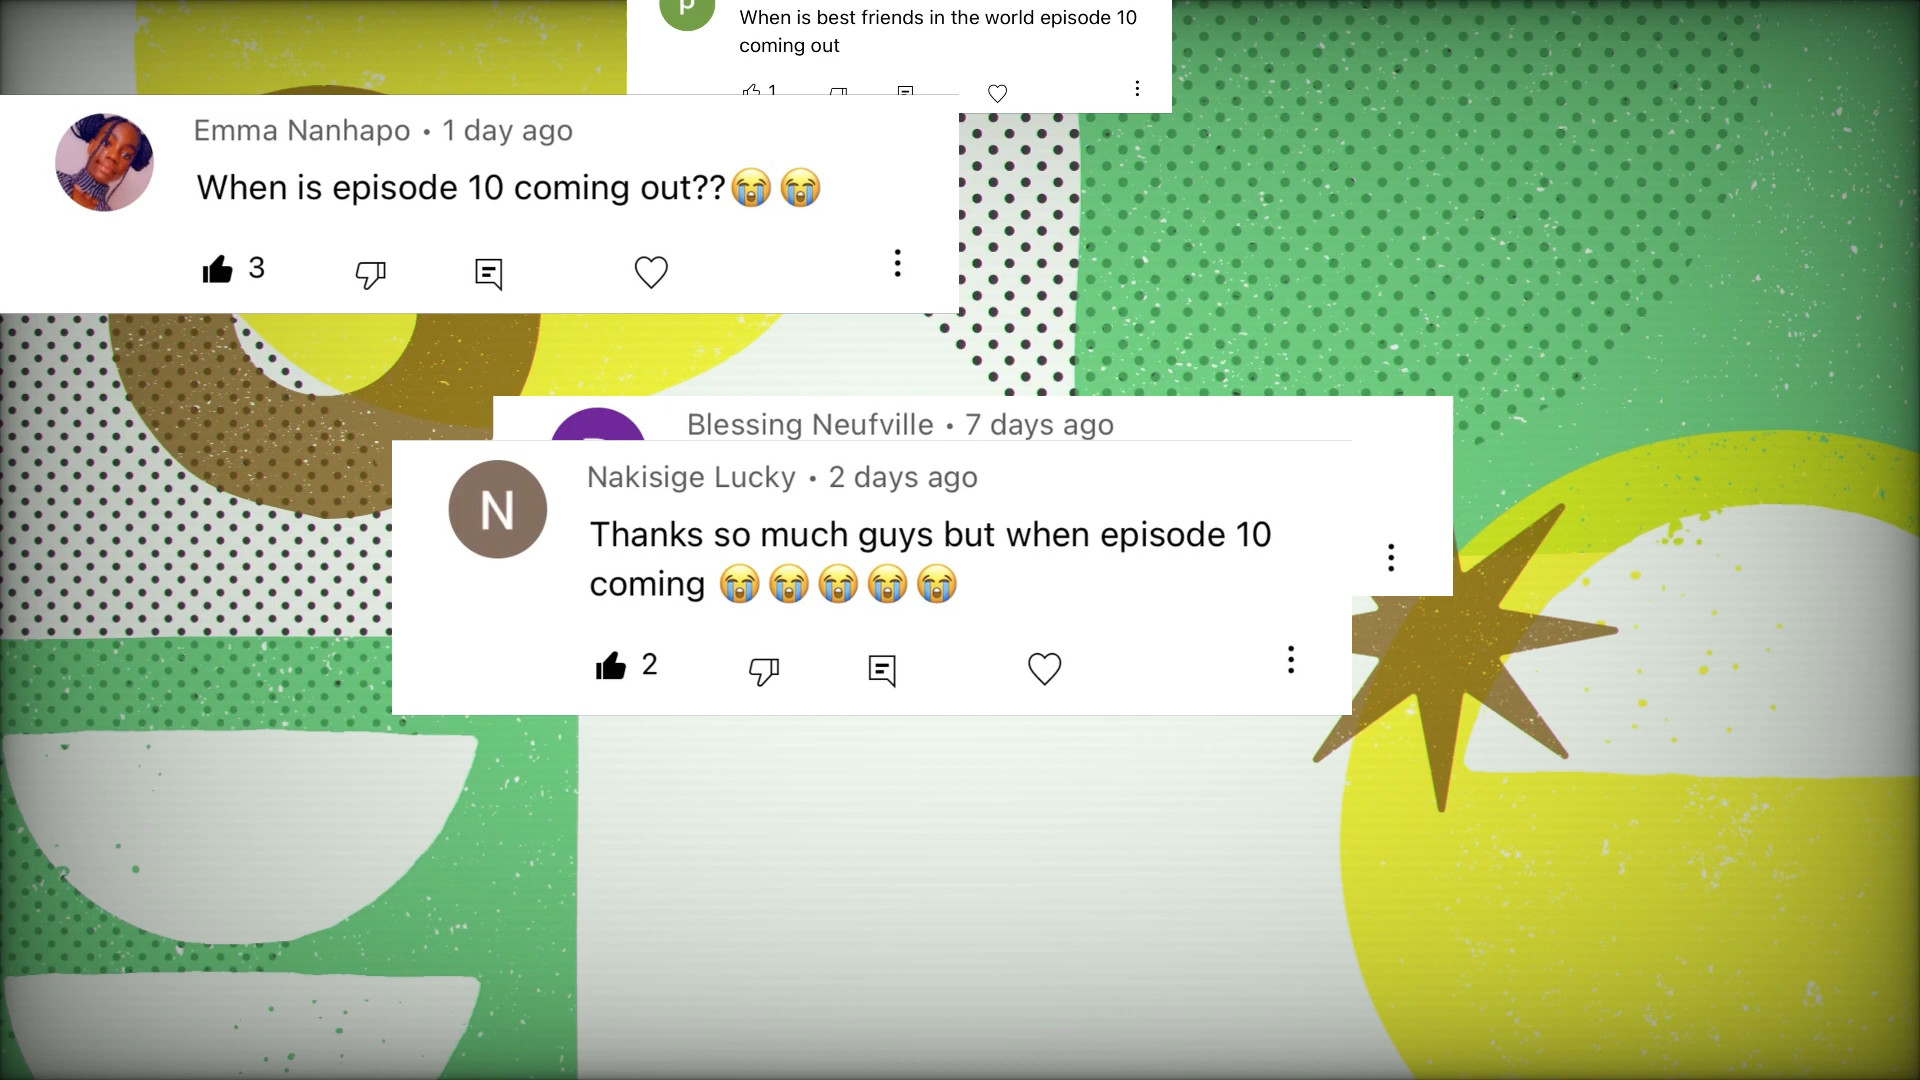 p
When is best friends in the world episode 10
coming out
1
Emma Nanhapo • 1 day ago
When is episode 10 coming out??😭😭
3
Blessing Neufville • 7 days ago
N
Nakisige Lucky • 2 days ago
Thanks so much guys but when episode 10
coming 😭😭😭😭😭
2